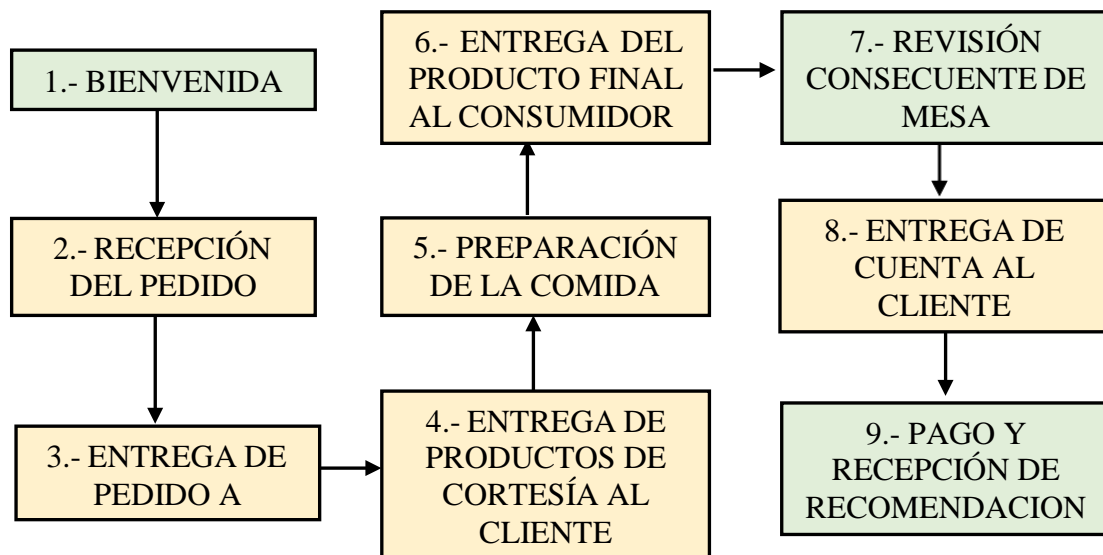 1.- BIENVENIDA
2.- RECEPCIÓN
DEL PEDIDO
3.- ENTREGA DE
PEDIDO A
4.- ENTREGA DE
PRODUCTOS DE
CORTESÍA AL
CLIENTE
5.- PREPARACIÓN
DE LA COMIDA
6.- ENTREGA DEL
PRODUCTO FINAL
AL CONSUMIDOR
7.- REVISIÓN
CONSECUENTE DE
MESA
8.- ENTREGA DE
CUENTA AL
CLIENTE
9.- PAGO Y
RECEPCIÓN DE
RECOMENDACION